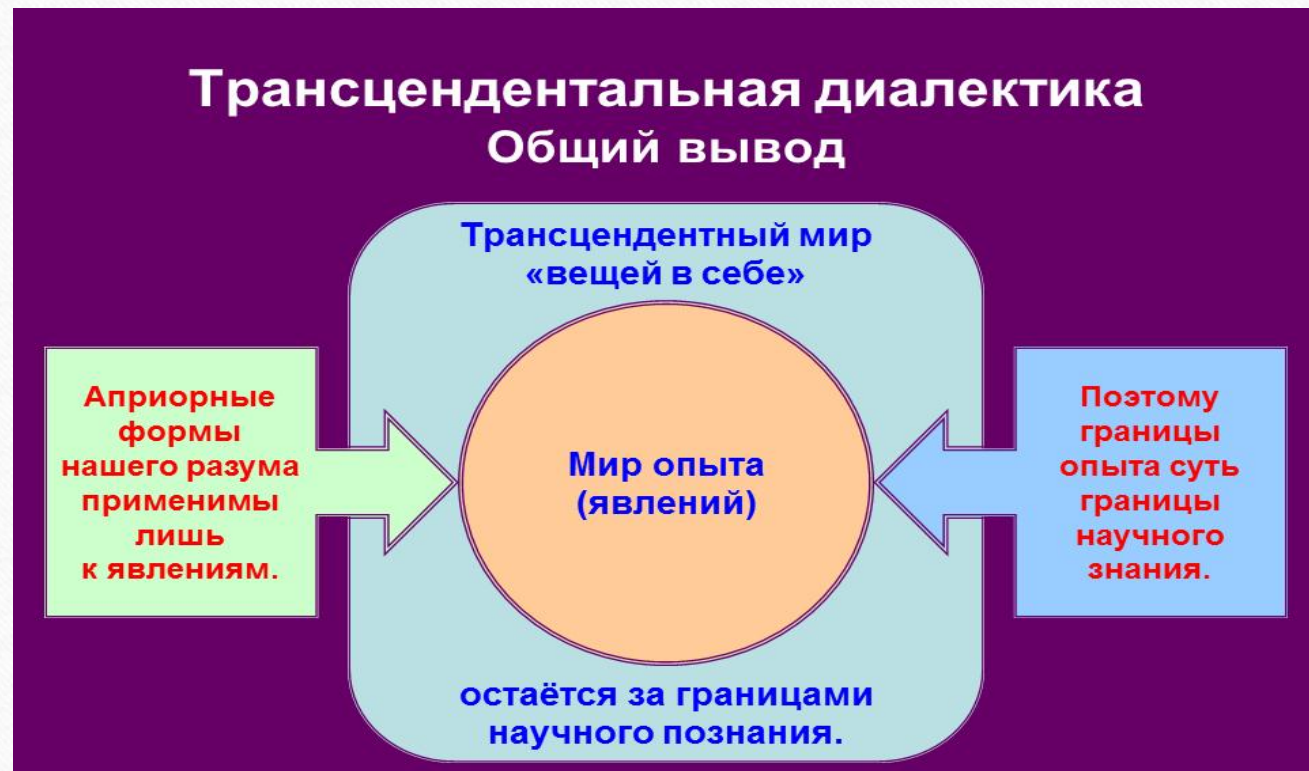 Трансцендентальная диалектика
Общий вывод
Трансцендентный мир
«вещей в себе»
Априорные
формы
нашего разума
применимы
лишь
к явлениям.
Мир опыта
(явлений)
Поэтому
границы
опыта суть
границы
научного
знания.
остаётся за границами
научного познания.